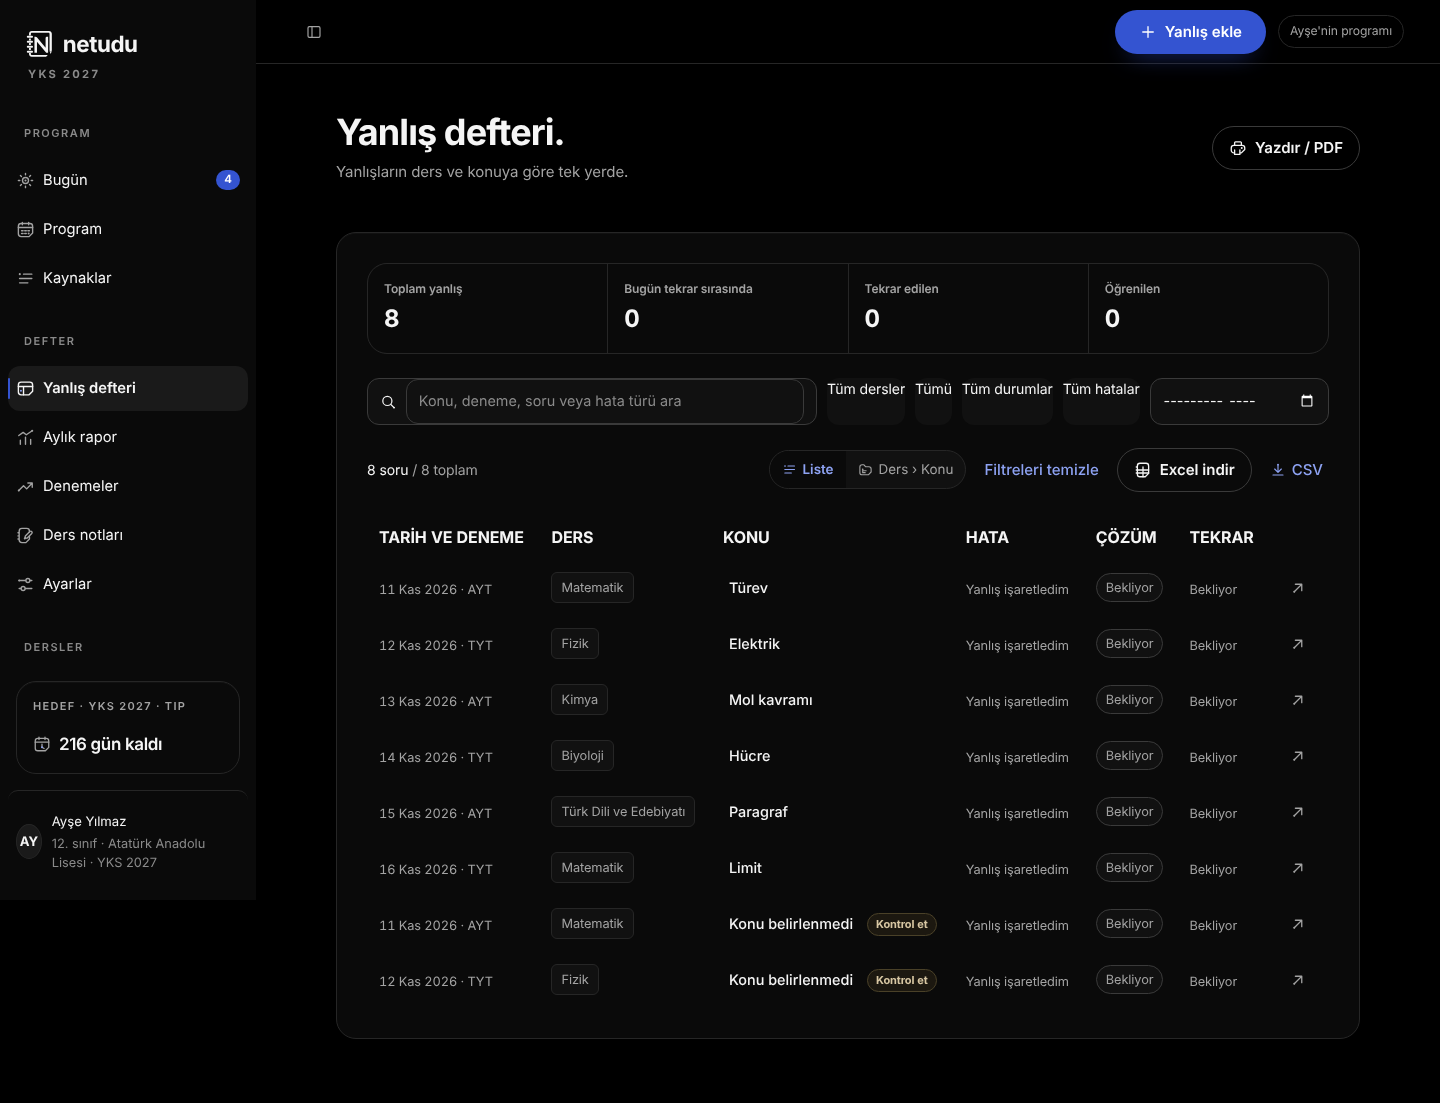 netudu
YKS 2027
PROGRAM
Bugün 4
Program
Kaynaklar
DEFTER
Yanlış defteri
Aylık rapor
Denemeler
Ders notları
Ayarlar
DERSLER
HEDEF · YKS 2027 · TIP
216 gün kaldı
AY
Ayşe Yılmaz
12. sınıf · Atatürk Anadolu
Lisesi · YKS 2027
Yanlış ekle
Ayşe'nin programı
Yanlış defteri.
Yanlışların ders ve konuya göre tek yerde.
Yazdır / PDF
Toplam yanlış
8
Bugün tekrar sırasında
0
Tekrar edilen
0
Öğrenilen
0
Konu, deneme, soru veya hata türü ara
Tüm dersler
Tümü
Tüm durumlar
Tüm hatalar
--------- ----
8 soru / 8 toplam
Liste
Ders › Konu
Filtreleri temizle
Excel indir
CSV
TARİH VE DENEME DERS KONU HATA ÇÖZÜM TEKRAR
11 Kas 2026 · AYT Matematik Türev Yanlış işaretledim Bekliyor Bekliyor
12 Kas 2026 · TYT Fizik Elektrik Yanlış işaretledim Bekliyor Bekliyor
13 Kas 2026 · AYT Kimya Mol kavramı Yanlış işaretledim Bekliyor Bekliyor
14 Kas 2026 · TYT Biyoloji Hücre Yanlış işaretledim Bekliyor Bekliyor
15 Kas 2026 · AYT Türk Dili ve Edebiyatı Paragraf Yanlış işaretledim Bekliyor Bekliyor
16 Kas 2026 · TYT Matematik Limit Yanlış işaretledim Bekliyor Bekliyor
11 Kas 2026 · AYT Matematik Konu belirlenmedi Kontrol et Yanlış işaretledim Bekliyor Bekliyor
12 Kas 2026 · TYT Fizik Konu belirlenmedi Kontrol et Yanlış işaretledim Bekliyor Bekliyor